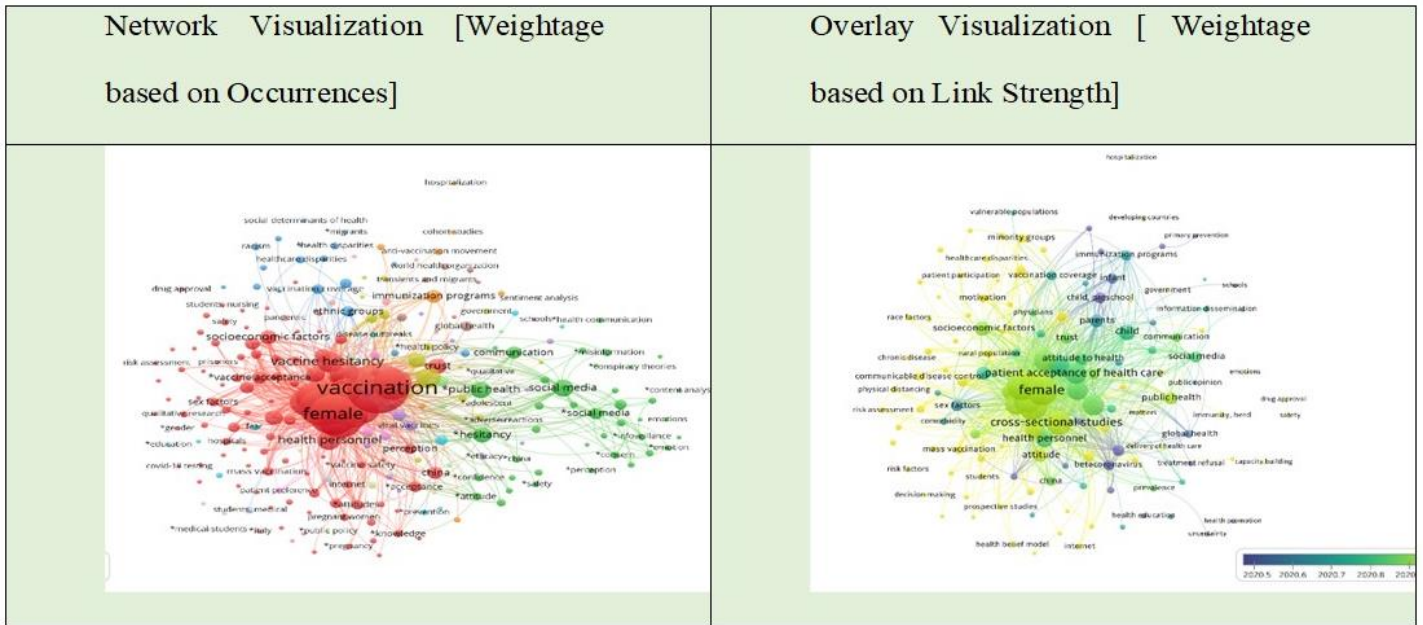 Network Visualization [Weightage
based on Occurrences]
Overlay Visualization [ Weightage
based on Link Strength]
hospitalization
social determinants of health
*migrants
cohort studies
racism
*health disparities
anti-vaccination movement
healthcare disparities
world health organization
transients and migrants
drug approval
vaccination coverage
immunization programs
sentiment analysis
students, nursing
ethnic groups
government
safety
pandemic
schools
*health communication
global health
socioeconomic factors
disease outbreaks
*health policy
communication
*misinformation
risk assessment
prisoners
vaccine hesitancy
trust
*conspiracy theories
*qualitative
*vaccine acceptance
vaccination
*public health
social media
*content analys
sex factors
*adolescent
qualitative research
female
*social media
*gender
fear
viral vaccines
*adverse reactions
emotions
*education
hospitals
health personnel
*hesitancy
*infoveillance
perception
*emotion
covid-19 testing
mass vaccination
*vaccine safety
*efficacy
*china
*concern
china
*confidence
*perception
patient preference
internet
*acceptance
*safety
*attitude
students, medical
attitudes
*prevention
pregnant women
*medical students
*italy
*public policy
*knowledge
*pregnancy
hospitalization
vulnerable populations
developing countries
minority groups
primary prevention
healthcare disparities
immunization programs
patient participation
vaccination coverage
infant
schools
motivation
child, preschool
government
physicians
information dissemination
race factors
parents
socioeconomic factors
child
trust
communication
chronic disease
rural population
attitude to health
social media
communicable disease control
patient acceptance of health care
emotions
physical distancing
female
public opinion
public health
drug approval
risk assessment
sex factors
matters
immunity, herd
safety
comorbidity
cross-sectional studies
global health
health personnel
delivery of health care
mass vaccination
attitude
betacoronavirus
treatment refusal
capacity building
risk factors
students
china
prevalence
decision making
prospective studies
health education
health promotion
uncertainty
health belief model
internet
2020.5 2020.6 2020.7 2020.8 2020